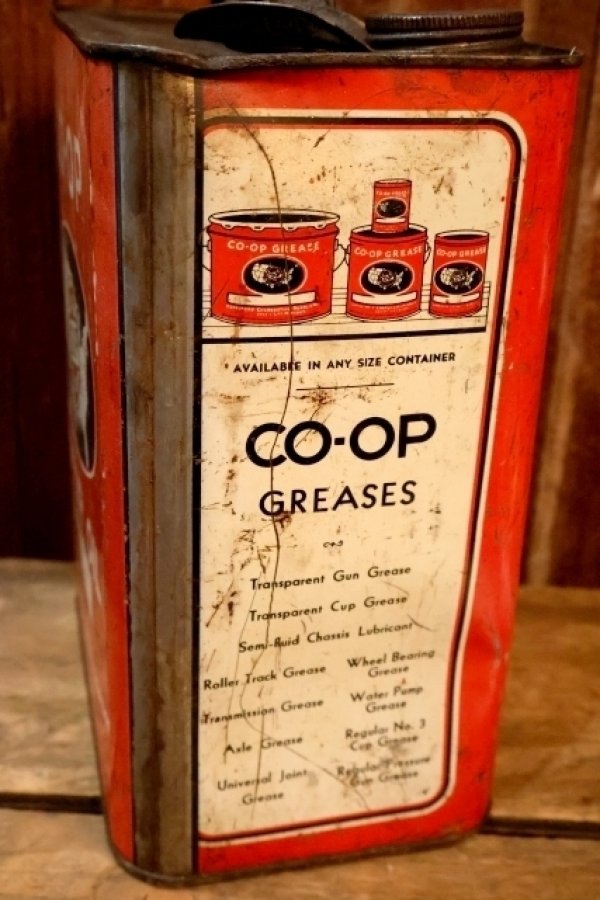 CO-OP GREASE
CO-OP GREASE
CO-OP GREASE
AVAILABLE IN ANY SIZE CONTAINER
CO-OP
GREASES
Transparent Gun Grease
Transparent Cup Grease
Semi-fluid Chassis Lubricant
Roller Track Grease
Wheel Bearing
Grease
Transmission Grease
Water Pump
Grease
Axle Grease
Regular No. 3
Cup Grease
Universal Joint
Grease
Regular Pressure
Gun Grease